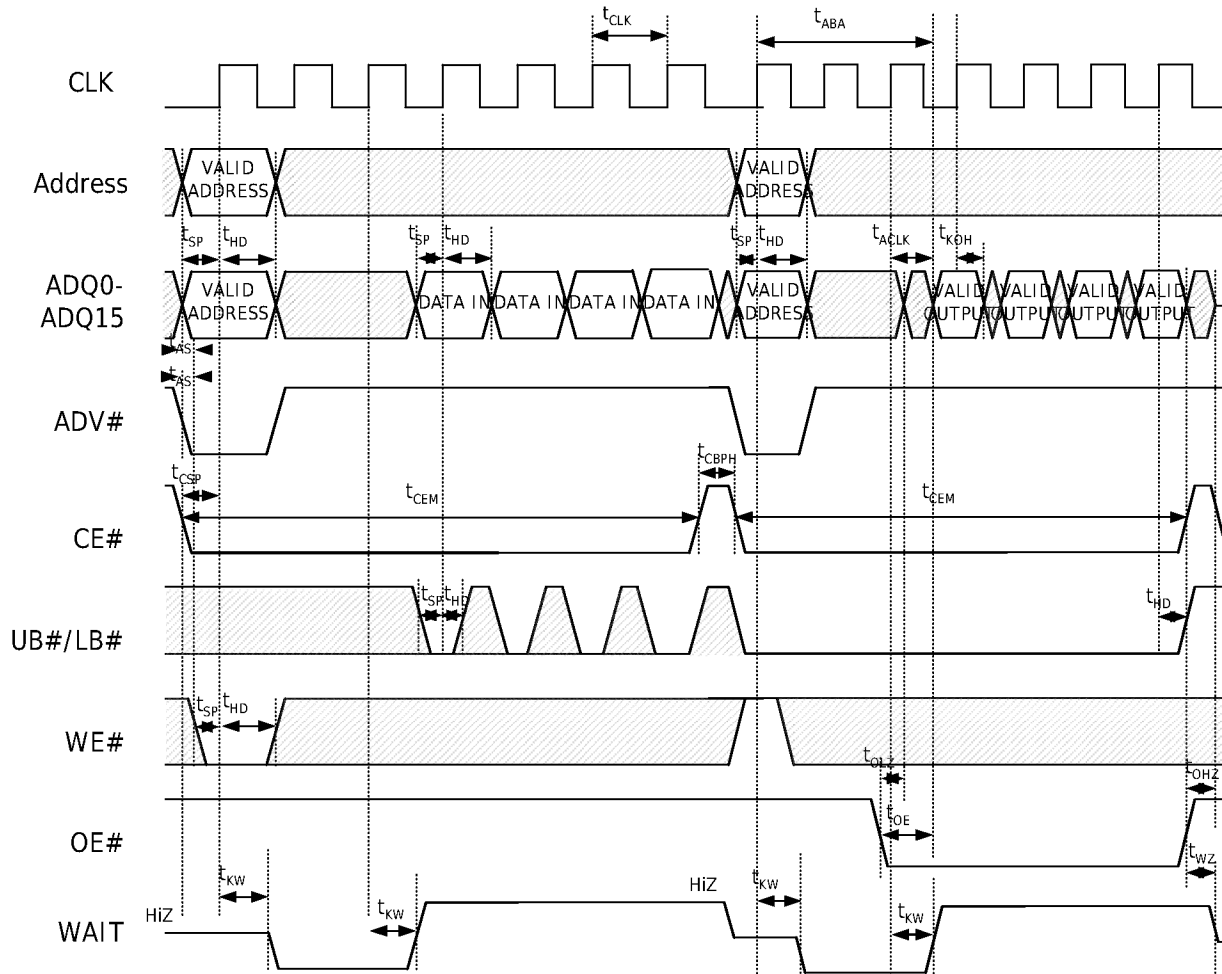 tCLK
tABA
CLK
Address
VALID ADDRESS
VALID ADDRESS
tSP
tHD
tSP
tHD
tSP
tHD
tACLK
tKOH
ADQ0-
ADQ15
VALID ADDRESS
DATA IN
DATA IN
DATA IN
DATA IN
VALID ADDRESS
VALID OUTPUT
VALID OUTPUT
VALID OUTPUT
VALID OUTPUT
tAS
tAS
ADV#
tCBPH
tCSP
tCEM
tCEM
CE#
tSP
tHD
tHD
UB#/LB#
tSP
tHD
WE#
tOLZ
tOHZ
tOE
OE#
tWZ
tKW
HiZ
tKW
HiZ
tKW
tKW
WAIT